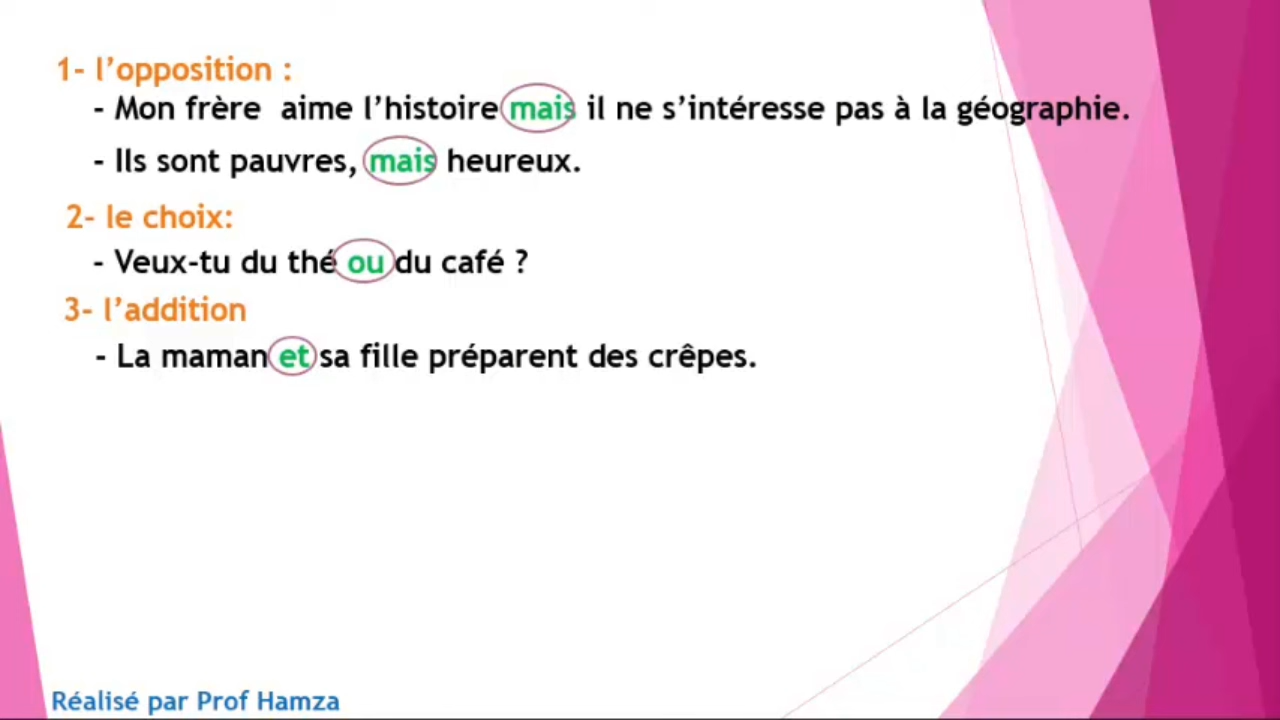 1- l’opposition :
- Mon frère aime l’histoire mais il ne s’intéresse pas à la géographie.
- Ils sont pauvres, mais heureux.
2- le choix:
- Veux-tu du thé ou du café ?
3- l’addition
- La maman et sa fille préparent des crêpes.
Réalisé par Prof Hamza